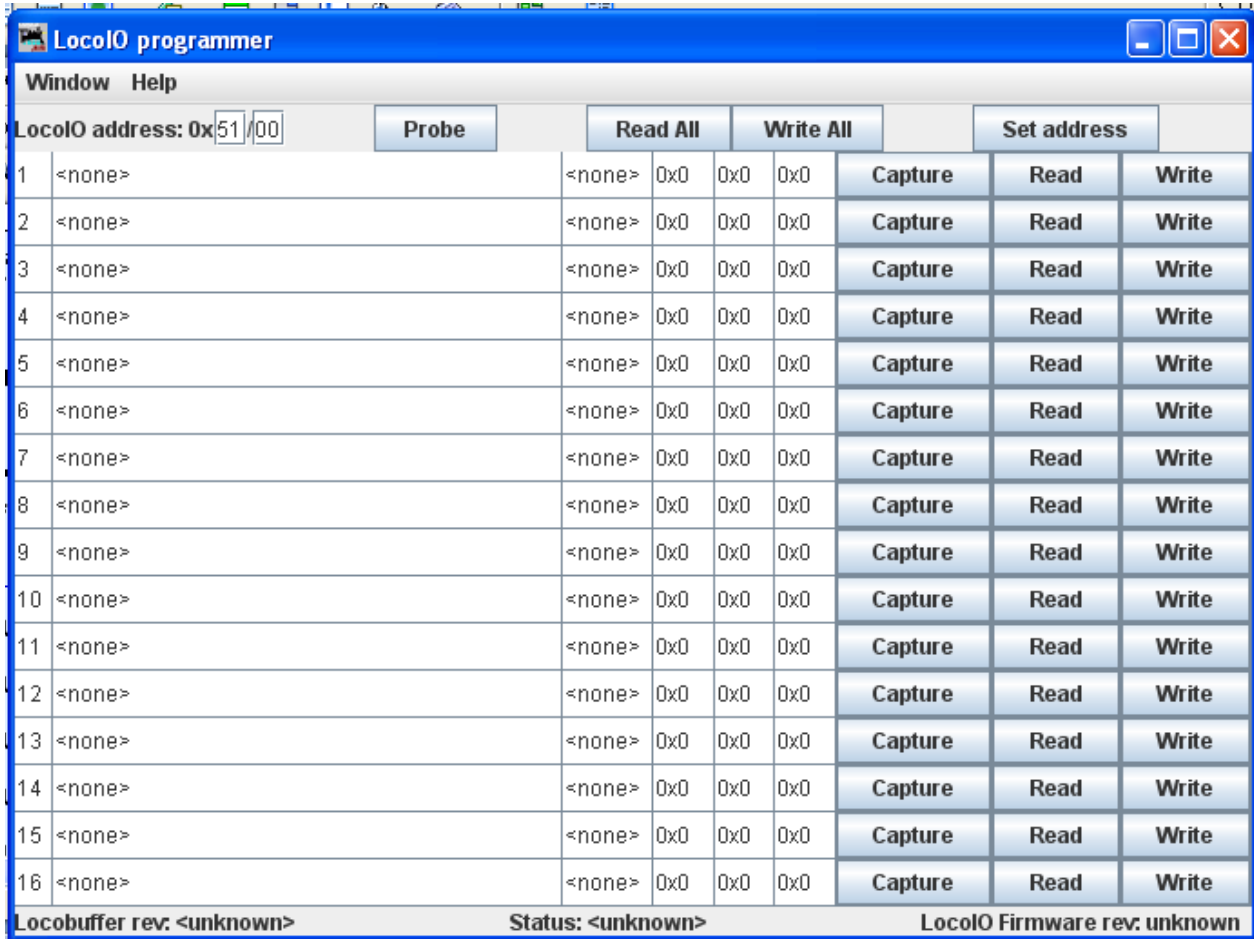 LocoIO programmer
Window Help
LocoIO address: 0x 51 / 00 Probe Read All Write All Set address
1 <none> <none> 0x0 0x0 0x0 Capture Read Write
2 <none> <none> 0x0 0x0 0x0 Capture Read Write
3 <none> <none> 0x0 0x0 0x0 Capture Read Write
4 <none> <none> 0x0 0x0 0x0 Capture Read Write
5 <none> <none> 0x0 0x0 0x0 Capture Read Write
6 <none> <none> 0x0 0x0 0x0 Capture Read Write
7 <none> <none> 0x0 0x0 0x0 Capture Read Write
8 <none> <none> 0x0 0x0 0x0 Capture Read Write
9 <none> <none> 0x0 0x0 0x0 Capture Read Write
10 <none> <none> 0x0 0x0 0x0 Capture Read Write
11 <none> <none> 0x0 0x0 0x0 Capture Read Write
12 <none> <none> 0x0 0x0 0x0 Capture Read Write
13 <none> <none> 0x0 0x0 0x0 Capture Read Write
14 <none> <none> 0x0 0x0 0x0 Capture Read Write
15 <none> <none> 0x0 0x0 0x0 Capture Read Write
16 <none> <none> 0x0 0x0 0x0 Capture Read Write
Locobuffer rev: <unknown> Status: <unknown> LocoIO Firmware rev: unknown